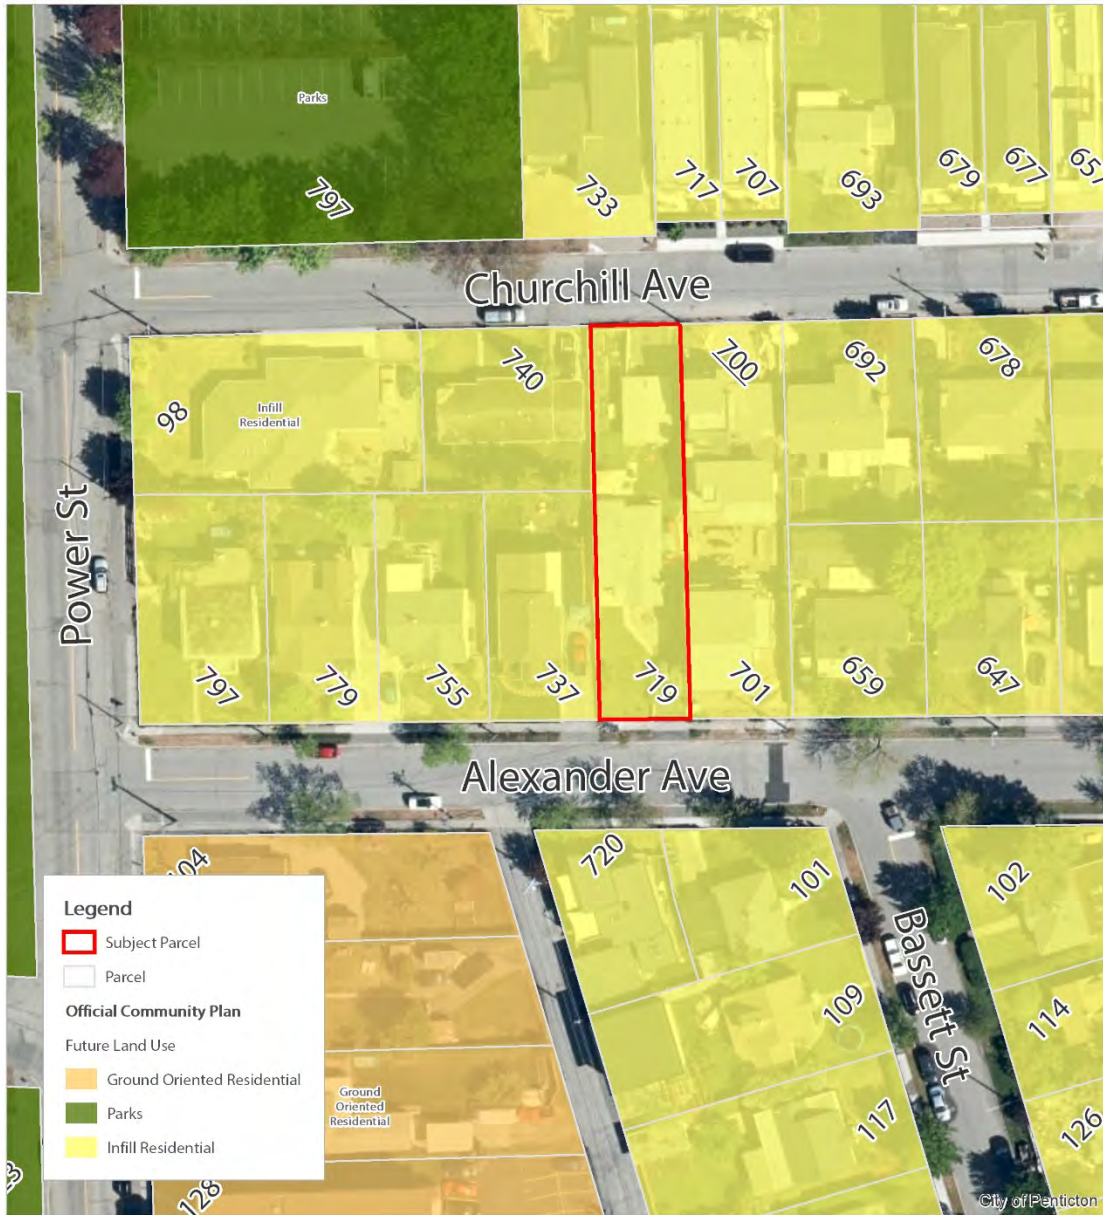 Parks
797
733
717
707
693
679
677
657
Churchill Ave
98
Infill
Residential
740
700
692
678
Power St
797
779
755
737
719
701
659
647
Alexander Ave
104
720
101
102
Bassett St
109
114
117
126
Ground
Oriented
Residential
128
Legend
Subject Parcel
Parcel
Official Community Plan
Future Land Use
Ground Oriented Residential
Parks
Infill Residential
City of Penticton